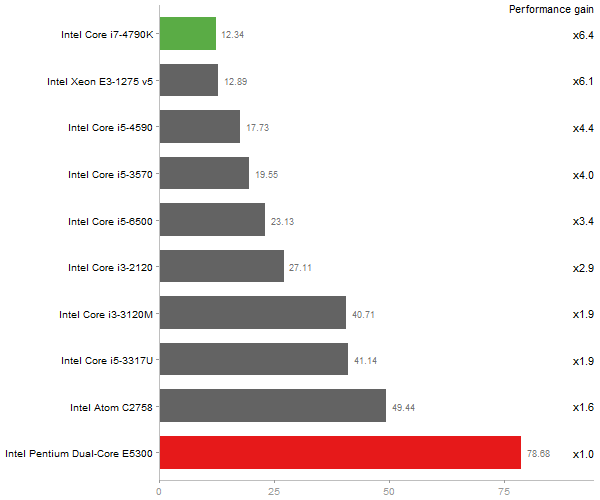 Performance gain
Intel Core i7-4790K 12.34 x6.4
Intel Xeon E3-1275 v5 12.89 x6.1
Intel Core i5-4590 17.73 x4.4
Intel Core i5-3570 19.55 x4.0
Intel Core i5-6500 23.13 x3.4
Intel Core i3-2120 27.11 x2.9
Intel Core i3-3120M 40.71 x1.9
Intel Core i5-3317U 41.14 x1.9
Intel Atom C2758 49.44 x1.6
Intel Pentium Dual-Core E5300 78.68 x1.0
0 25 50 75